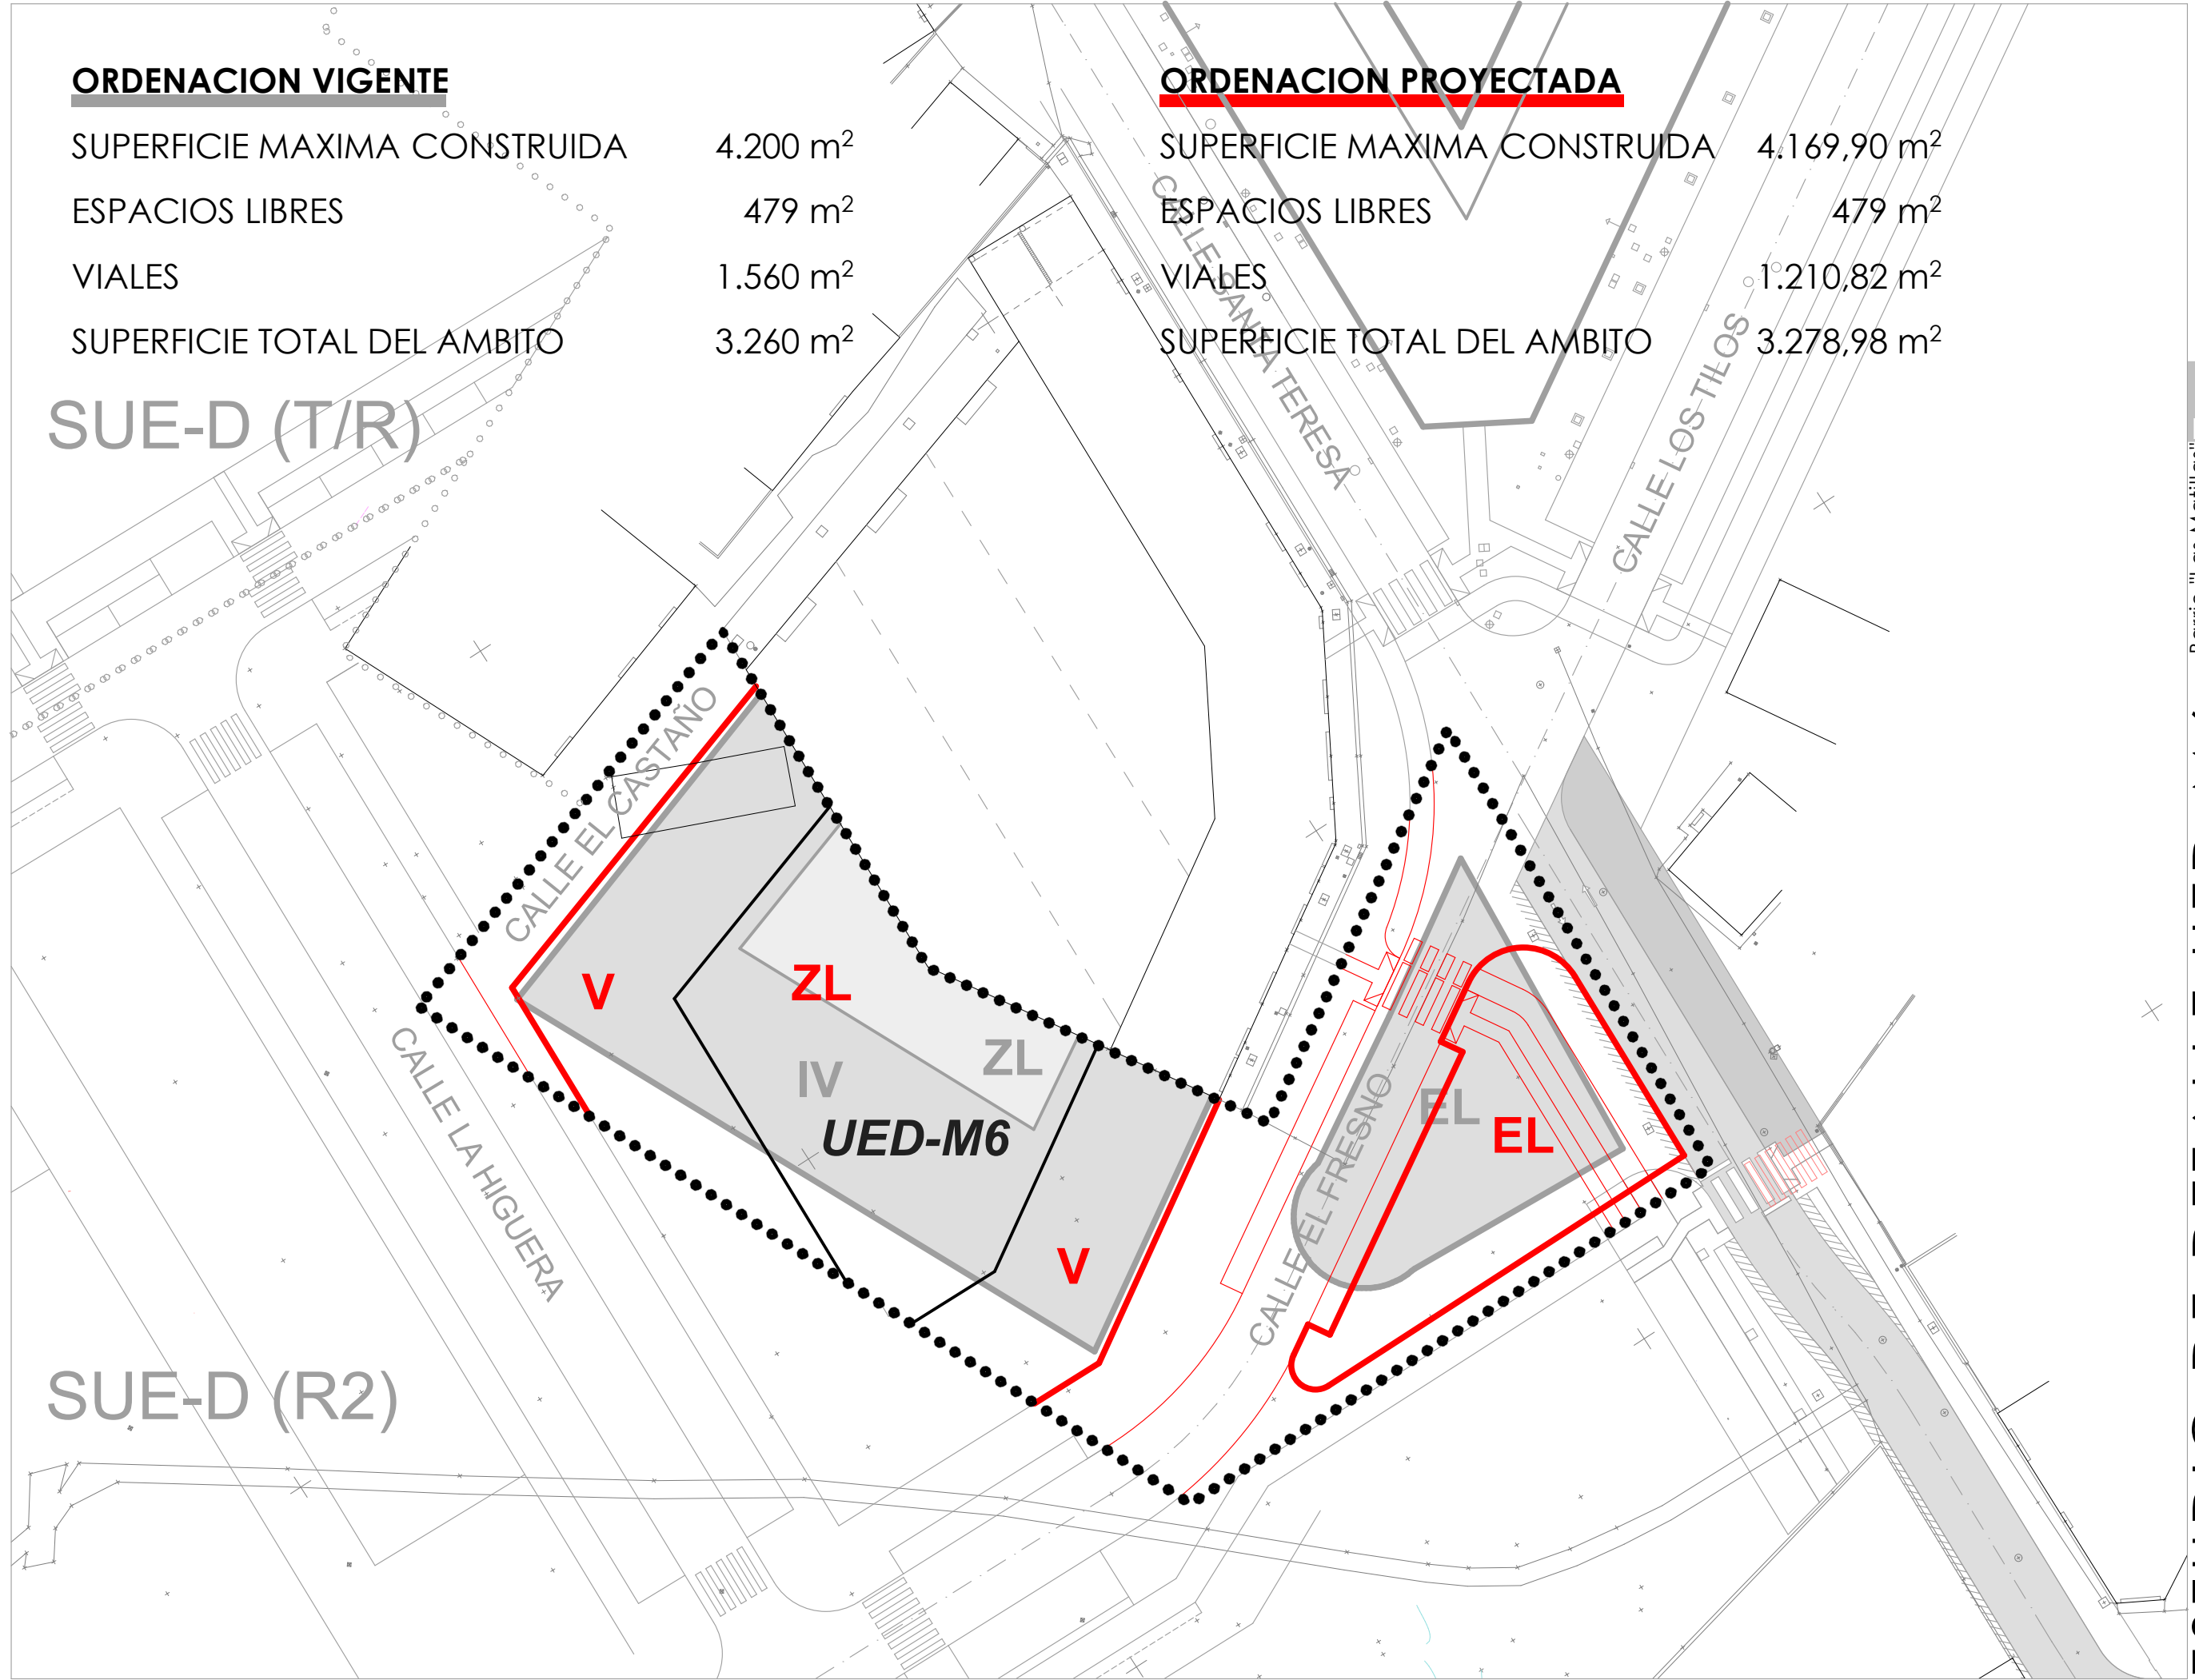 ORDENACION VIGENTE
SUPERFICIE MAXIMA CONSTRUIDA 4.200 m²
ESPACIOS LIBRES 479 m²
VIALES 1.560 m²
SUPERFICIE TOTAL DEL AMBITO 3.260 m²
ORDENACION PROYECTADA
SUPERFICIE MAXIMA CONSTRUIDA 4.169,90 m²
ESPACIOS LIBRES 479 m²
VIALES 1.210,82 m²
SUPERFICIE TOTAL DEL AMBITO 3.278,98 m²
SUE-D (T/R)
CALLE SANTA TERESA
CALLE LOS TILOS
CALLE EL CASTAÑO
V
ZL
ZL
IV
UED-M6
EL
EL
CALLE LA HIGUERA
CALLE EL FRESNO
V
SUE-D (R2)